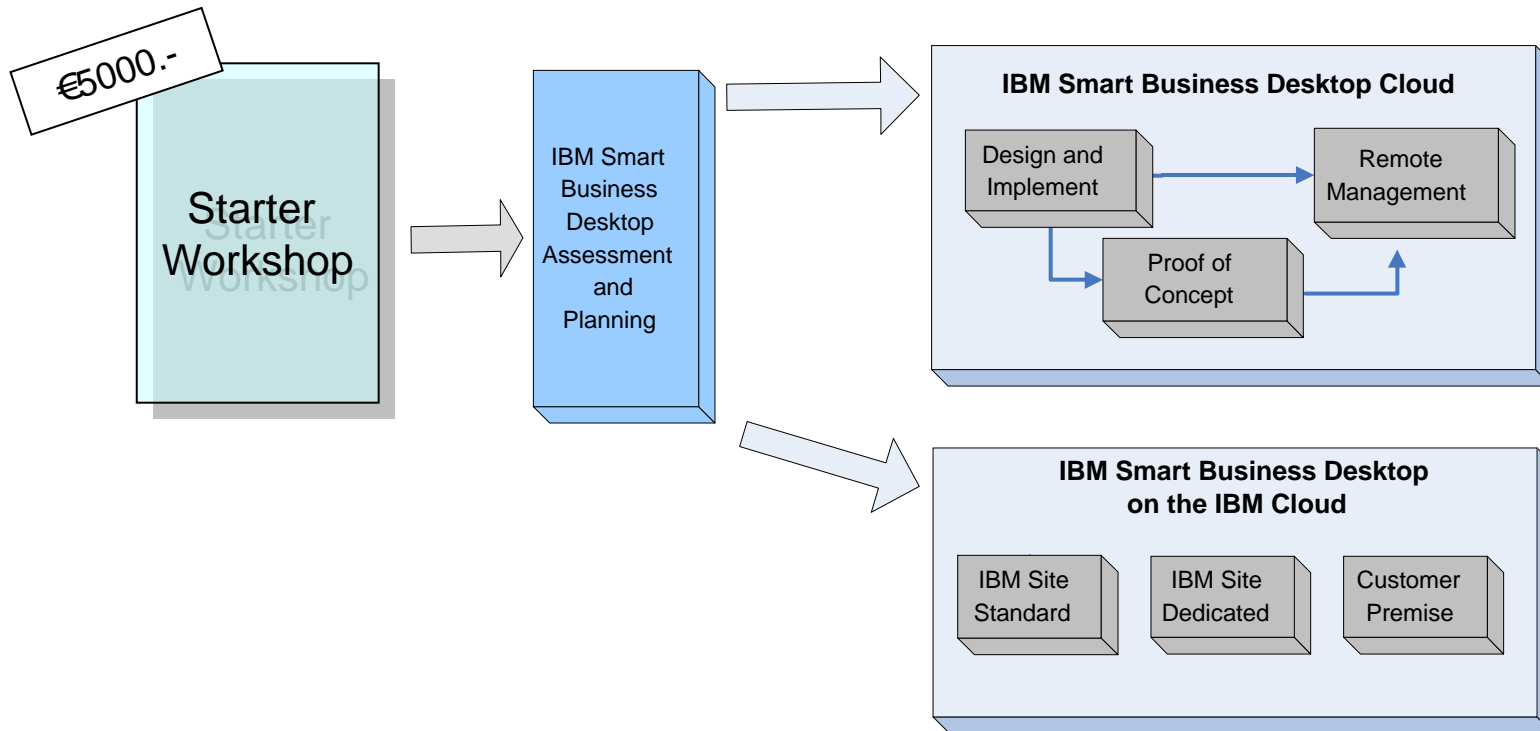 €5000.-
Starter
Workshop
IBM Smart
Business
Desktop
Assessment
and
Planning
IBM Smart Business Desktop Cloud
Design and
Implement
Remote
Management
Proof of
Concept
IBM Smart Business Desktop
on the IBM Cloud
IBM Site
Standard
IBM Site
Dedicated
Customer
Premise